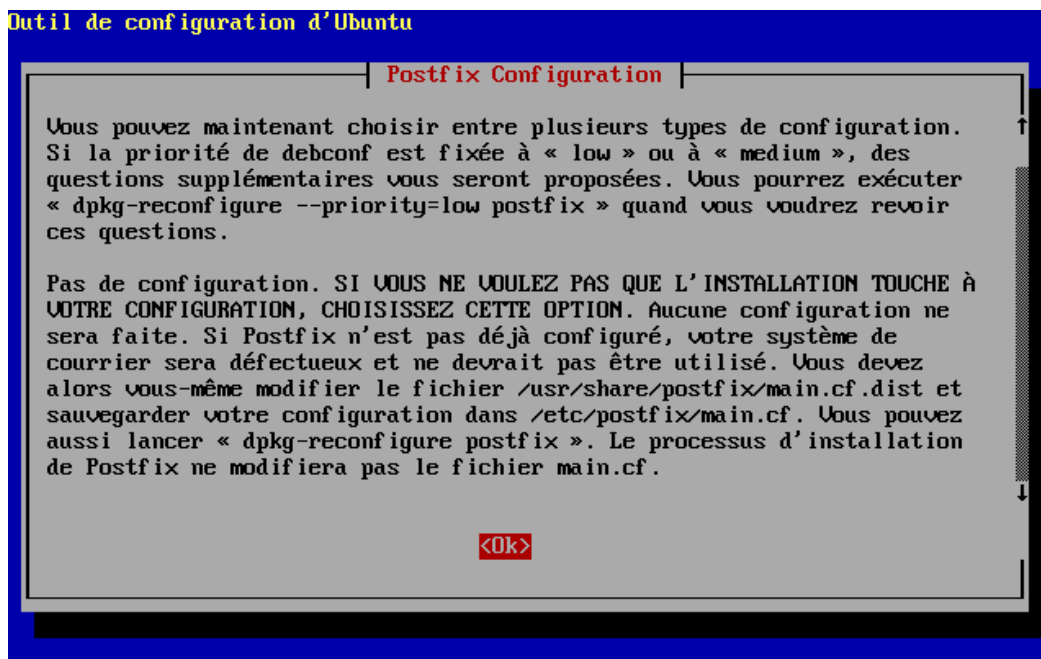 Outil de configuration d'Ubuntu
Postfix Configuration
Vous pouvez maintenant choisir entre plusieurs types de configuration.
Si la priorité de debconf est fixée à « low » ou à « medium », des
questions supplémentaires vous seront proposées. Vous pourrez exécuter
« dpkg-reconfigure --priority=low postfix » quand vous voudrez revoir
ces questions.
Pas de configuration. SI VOUS NE VOULEZ PAS QUE L'INSTALLATION TOUCHE À
VOTRE CONFIGURATION, CHOISISSEZ CETTE OPTION. Aucune configuration ne
sera faite. Si Postfix n'est pas déjà configuré, votre système de
courrier sera défectueux et ne devrait pas être utilisé. Vous devez
alors vous-même modifier le fichier /usr/share/postfix/main.cf.dist et
sauvegarder votre configuration dans /etc/postfix/main.cf. Vous pouvez
aussi lancer « dpkg-reconfigure postfix ». Le processus d'installation
de Postfix ne modifiera pas le fichier main.cf.
<Ok>